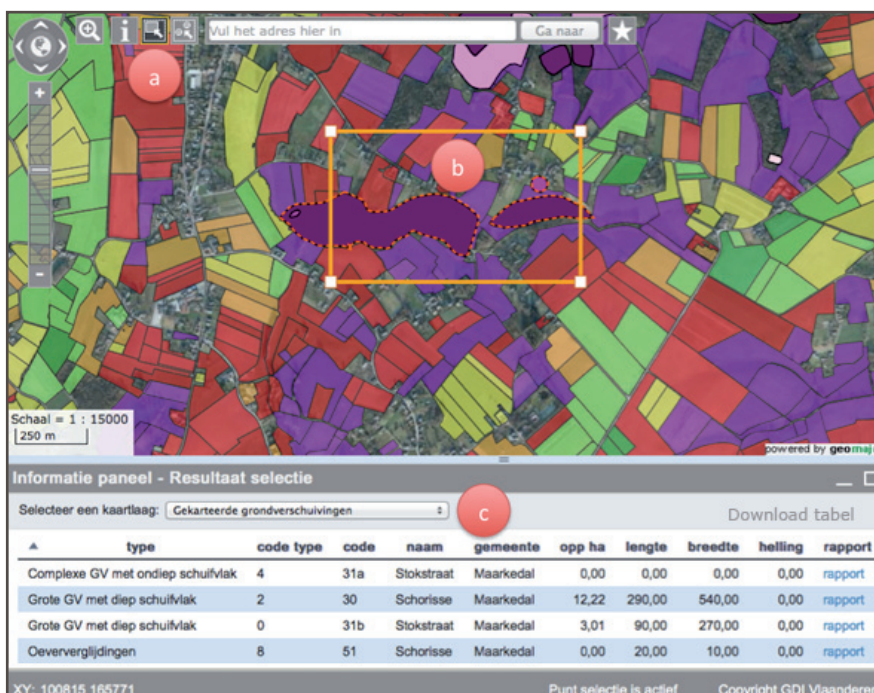 i
Vul het adres hier in
Ga naar
a
b
+
-
Schaal = 1 : 15000
250 m
powered by geomaj
Informatie paneel - Resultaat selectie
Selecteer een kaartlaag: Gekarteerde grondverschuivingen
c
Download tabel
type code type code naam gemeente opp ha lengte breedte helling rapport
Complexe GV met ondiep schuifvlak 4 31a Stokstraat Maarkedal 0,00 0,00 0,00 0,00 rapport
Grote GV met diep schuifvlak 2 30 Schorisse Maarkedal 12,22 290,00 540,00 0,00 rapport
Grote GV met diep schuifvlak 0 31b Stokstraat Maarkedal 3,01 90,00 270,00 0,00 rapport
Oeververglijdingen 8 51 Schorisse Maarkedal 0,00 20,00 10,00 0,00 rapport
XY: 100815,165771 Punt selectie is actief Copyright GDI Vlaanderen